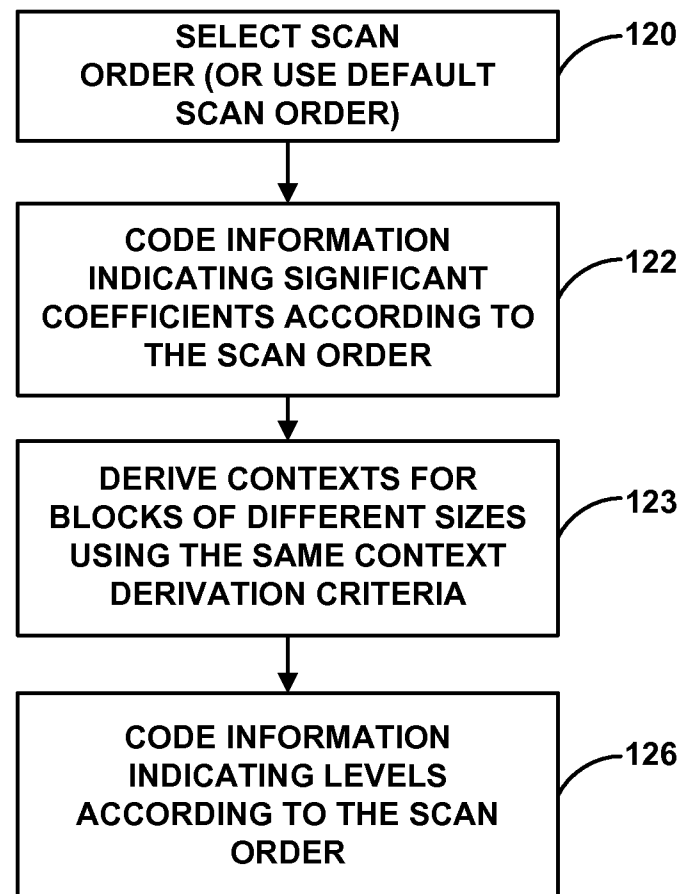 SELECT SCAN
ORDER (OR USE DEFAULT
SCAN ORDER)
120
CODE INFORMATION
INDICATING SIGNIFICANT
COEFFICIENTS ACCORDING TO
THE SCAN ORDER
122
DERIVE CONTEXTS FOR
BLOCKS OF DIFFERENT SIZES
USING THE SAME CONTEXT
DERIVATION CRITERIA
123
CODE INFORMATION
INDICATING LEVELS
ACCORDING TO THE SCAN
ORDER
126